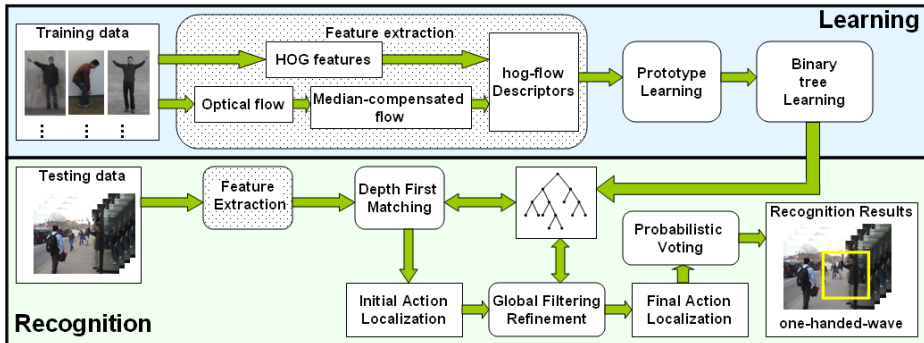 Learning
Training data
Feature extraction
HOG features
Optical flow
Median-compensated
flow
hog-flow
Descriptors
Prototype
Learning
Binary
tree
Learning
Testing data
Feature
Extraction
Depth First
Matching
Initial Action
Localization
Global Filtering
Refinement
Final Action
Localization
Probabilistic
Voting
Recognition Results
one-handed-wave
Recognition